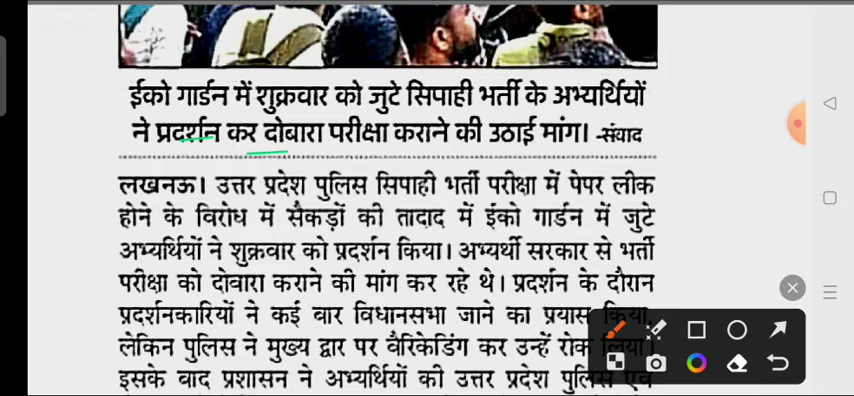 ईको गार्डन में शुक्रवार को जुटे सिपाही भर्ती के अभ्यर्थियों
ने प्रदर्शन कर दोबारा परीक्षा कराने की उठाई मांग। -संवाद
लखनऊ। उत्तर प्रदेश पुलिस सिपाही भर्ती परीक्षा में पेपर लीक
होने के विरोध में सैकड़ों की तादाद में ईको गार्डन में जुटे
अभ्यर्थियों ने शुक्रवार को प्रदर्शन किया। अभ्यर्थी सरकार से भर्ती
परीक्षा को दोबारा कराने की मांग कर रहे थे। प्रदर्शन के दौरान
प्रदर्शनकारियों ने कई बार विधानसभा जाने का प्रयास किया,
लेकिन पुलिस ने मुख्य द्वार पर बैरिकेडिंग कर उन्हें रोक लिया।
इसके बाद प्रशासन ने अभ्यर्थियों की उत्तर प्रदेश पुलिस एवं